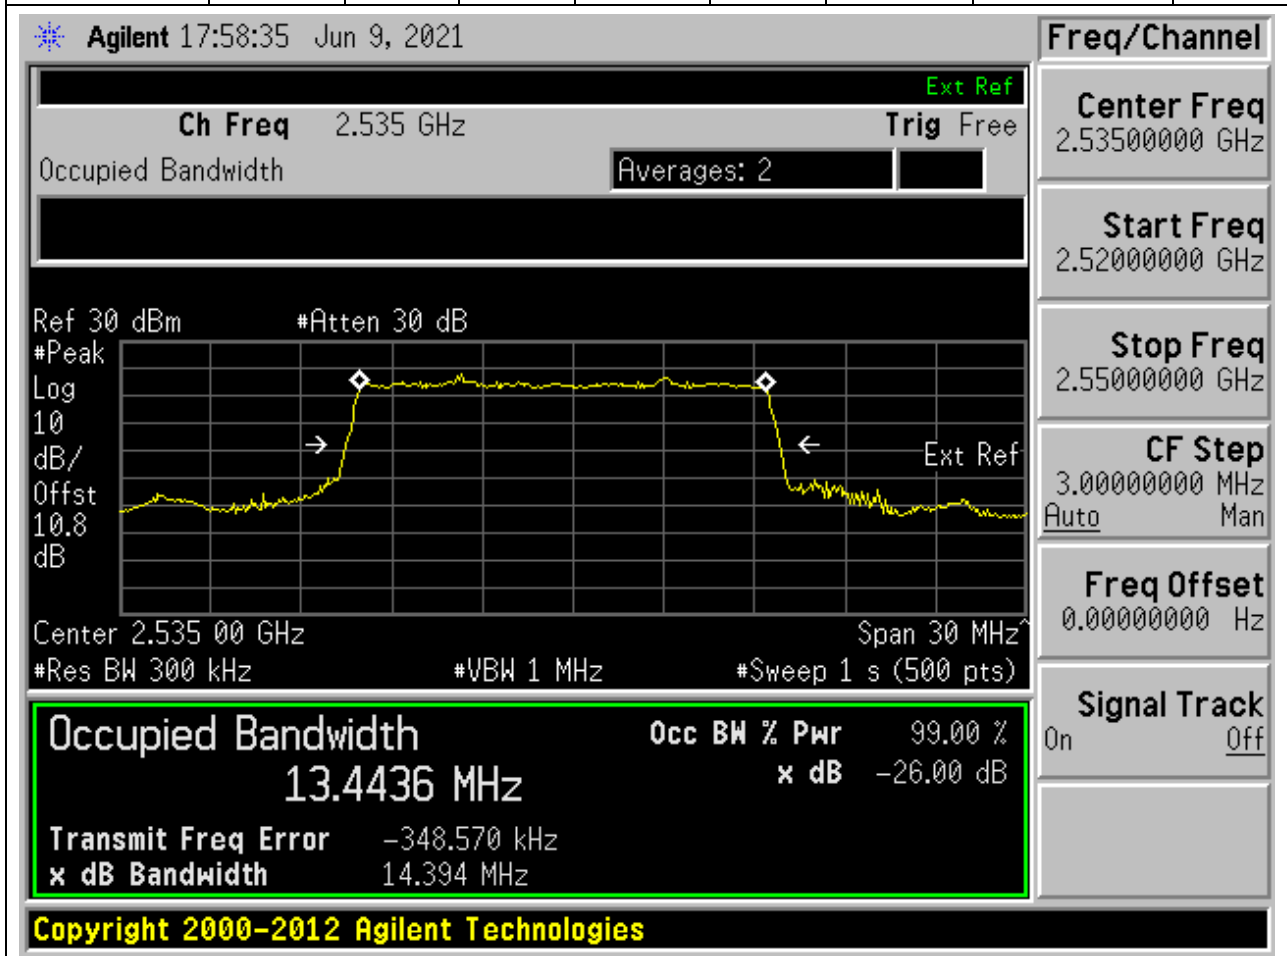 Agilent 17:58:35 Jun 9, 2021
Freq/Channel
Ext Ref
Ch Freq 2.535 GHz Trig Free
Occupied Bandwidth Averages: 2
Center Freq
2.53500000 GHz
Start Freq
2.52000000 GHz
Stop Freq
2.55000000 GHz
CF Step
3.00000000 MHz
Auto Man
Freq Offset
0.00000000 Hz
Signal Track
On Off
Ref 30 dBm #Atten 30 dB
#Peak
Log
10
dB/
Offst
10.8
dB
Ext Ref
Center 2.535 00 GHz Span 30 MHz^
#Res BW 300 kHz #VBW 1 MHz #Sweep 1 s (500 pts)
Occupied Bandwidth
13.4436 MHz
Occ BW % Pwr 99.00 %
x dB -26.00 dB
Transmit Freq Error -348.570 kHz
x dB Bandwidth 14.394 MHz
Copyright 2000-2012 Agilent Technologies